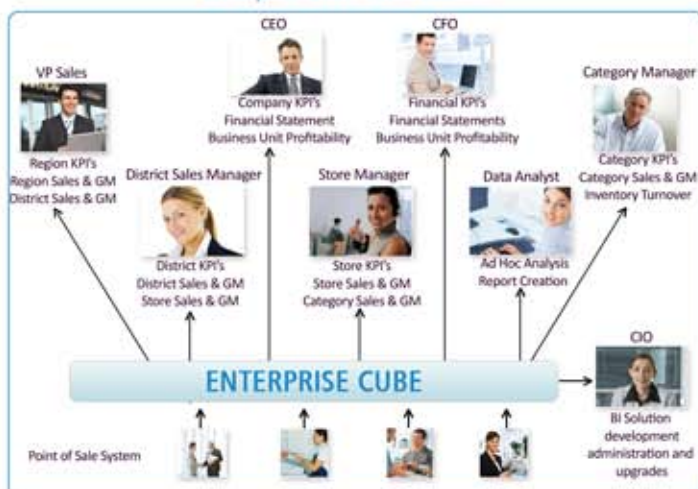 CEO
Company KPI's
Financial Statement
Business Unit Profitability
CFO
Financial KPI's
Financial Statements
Business Unit Profitability
VP Sales
Region KPI's
Region Sales & GM
District Sales & GM
Category Manager
Category KPI's
Category Sales & GM
Inventory Turnover
District Sales Manager
District KPI's
District Sales & GM
Store Sales & GM
Store Manager
Store KPI's
Store Sales & GM
Category Sales & GM
Data Analyst
Ad Hoc Analysis
Report Creation
ENTERPRISE CUBE
CIO
BI Solution
development
administration and
upgrades
Point of Sale System